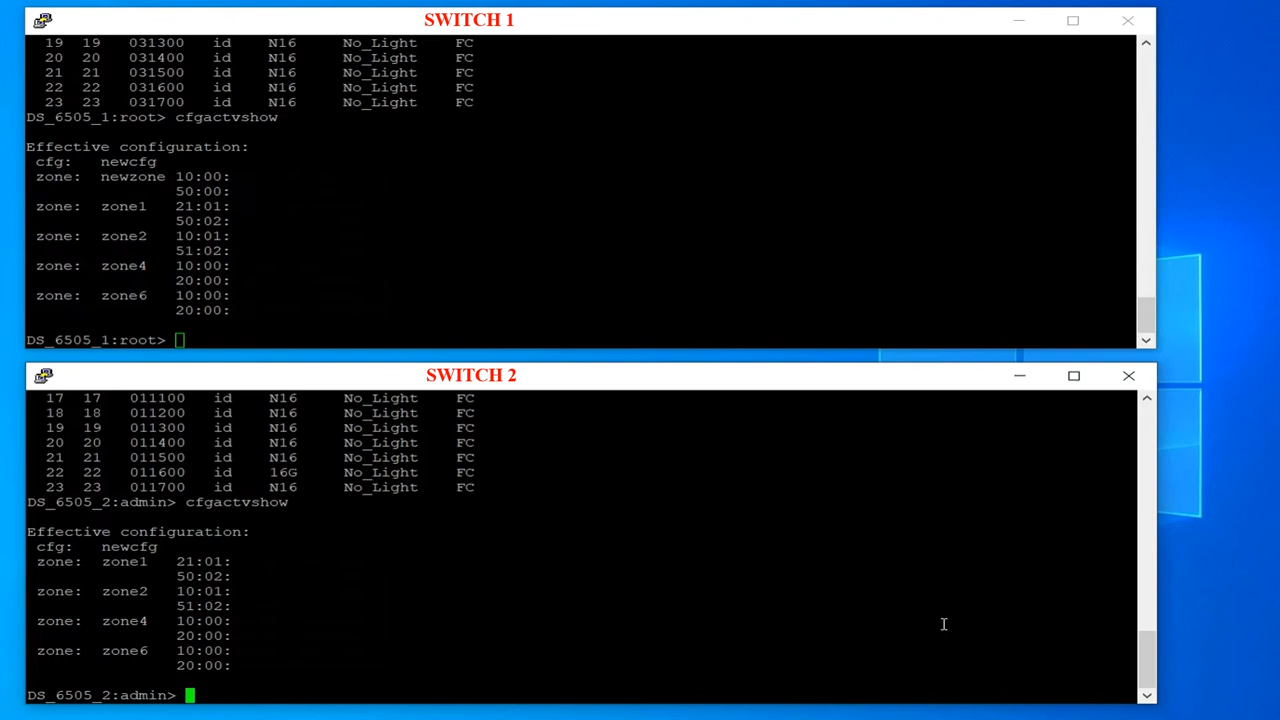 SWITCH 1
19 19 031300 id N16 No_Light FC
20 20 031400 id N16 No_Light FC
21 21 031500 id N16 No_Light FC
22 22 031600 id N16 No_Light FC
23 23 031700 id N16 No_Light FC
DS_6505_1:root> cfgactvshow
Effective configuration:
cfg: newcfg
zone: newzone 10:00:
50:00:
zone: zone1 21:01:
50:02:
zone: zone2 10:01:
51:02:
zone: zone4 10:00:
20:00:
zone: zone6 10:00:
20:00:
DS_6505_1:root>
SWITCH 2
17 17 011100 id N16 No_Light FC
18 18 011200 id N16 No_Light FC
19 19 011300 id N16 No_Light FC
20 20 011400 id N16 No_Light FC
21 21 011500 id N16 No_Light FC
22 22 011600 id 16G No_Light FC
23 23 011700 id N16 No_Light FC
DS_6505_2:admin> cfgactvshow
Effective configuration:
cfg: newcfg
zone: zone1 21:01:
50:02:
zone: zone2 10:01:
51:02:
zone: zone4 10:00:
20:00:
zone: zone6 10:00:
20:00:
DS_6505_2:admin>